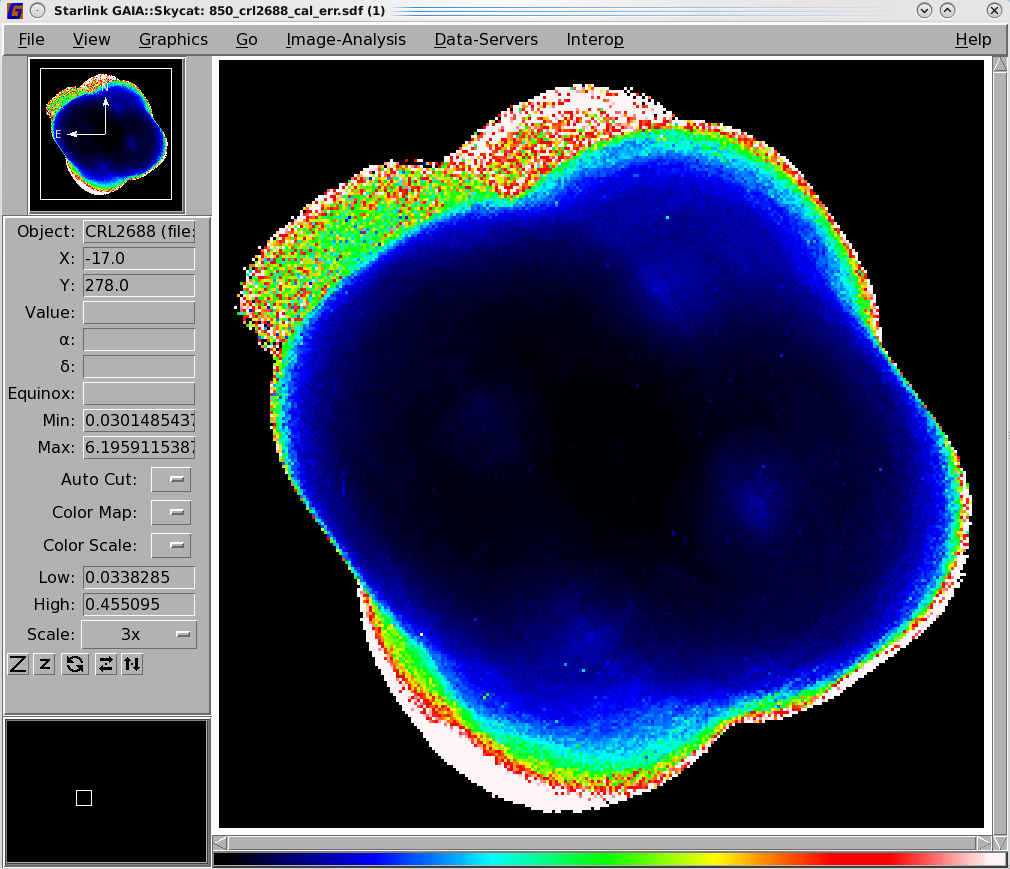 Starlink GAIA::Skycat: 850_crl2688_cal_err.sdf (1)
File View Graphics Go Image-Analysis Data-Servers Interop Help
N
E
Object: CRL2688 (file:
X: -17.0
Y: 278.0
Value:
α:
δ:
Equinox:
Min: 0.0301485437
Max: 6.1959115387
Auto Cut:
Color Map:
Color Scale:
Low: 0.0338285
High: 0.455095
Scale: 3x
Z z